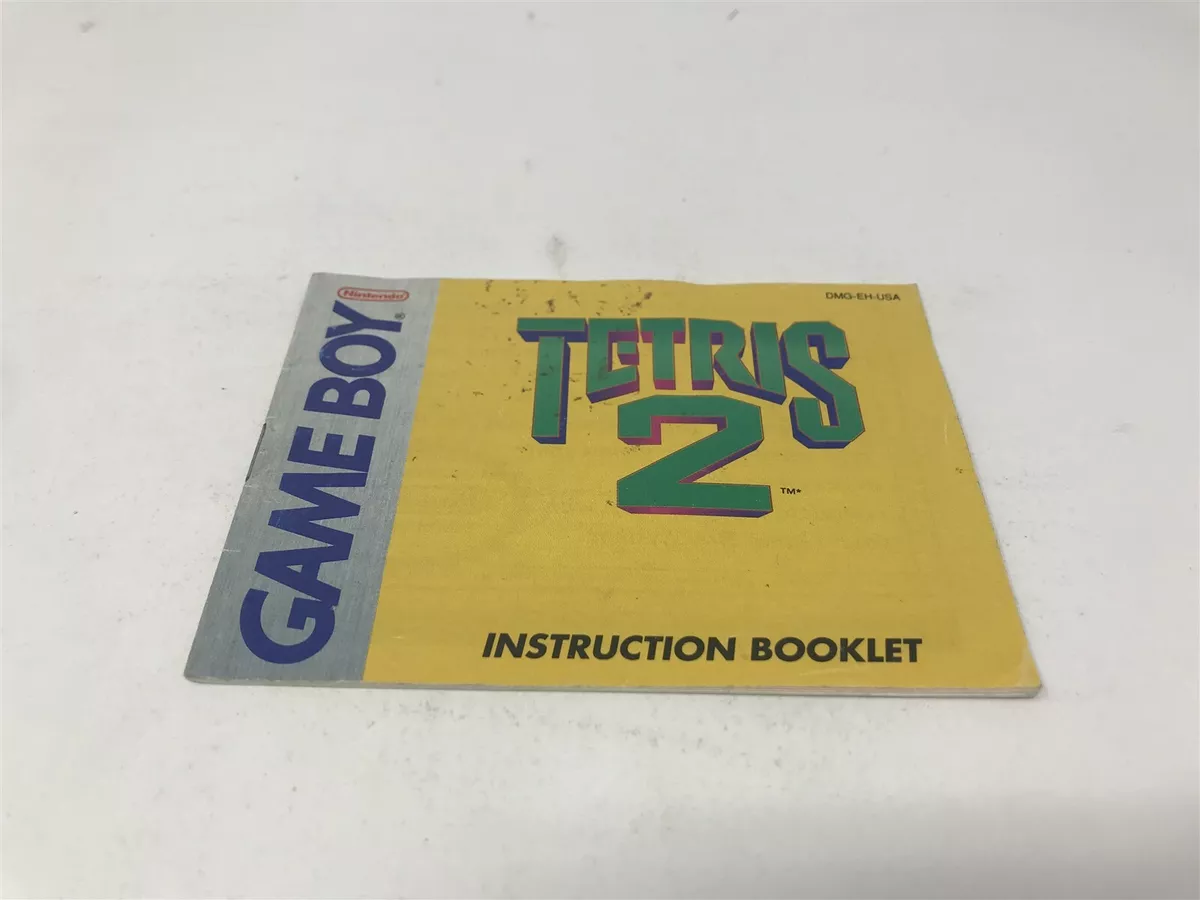 Nintendo®
GAME BOY®
DMG-EH-USA
TETRIS
2
™*
INSTRUCTION BOOKLET